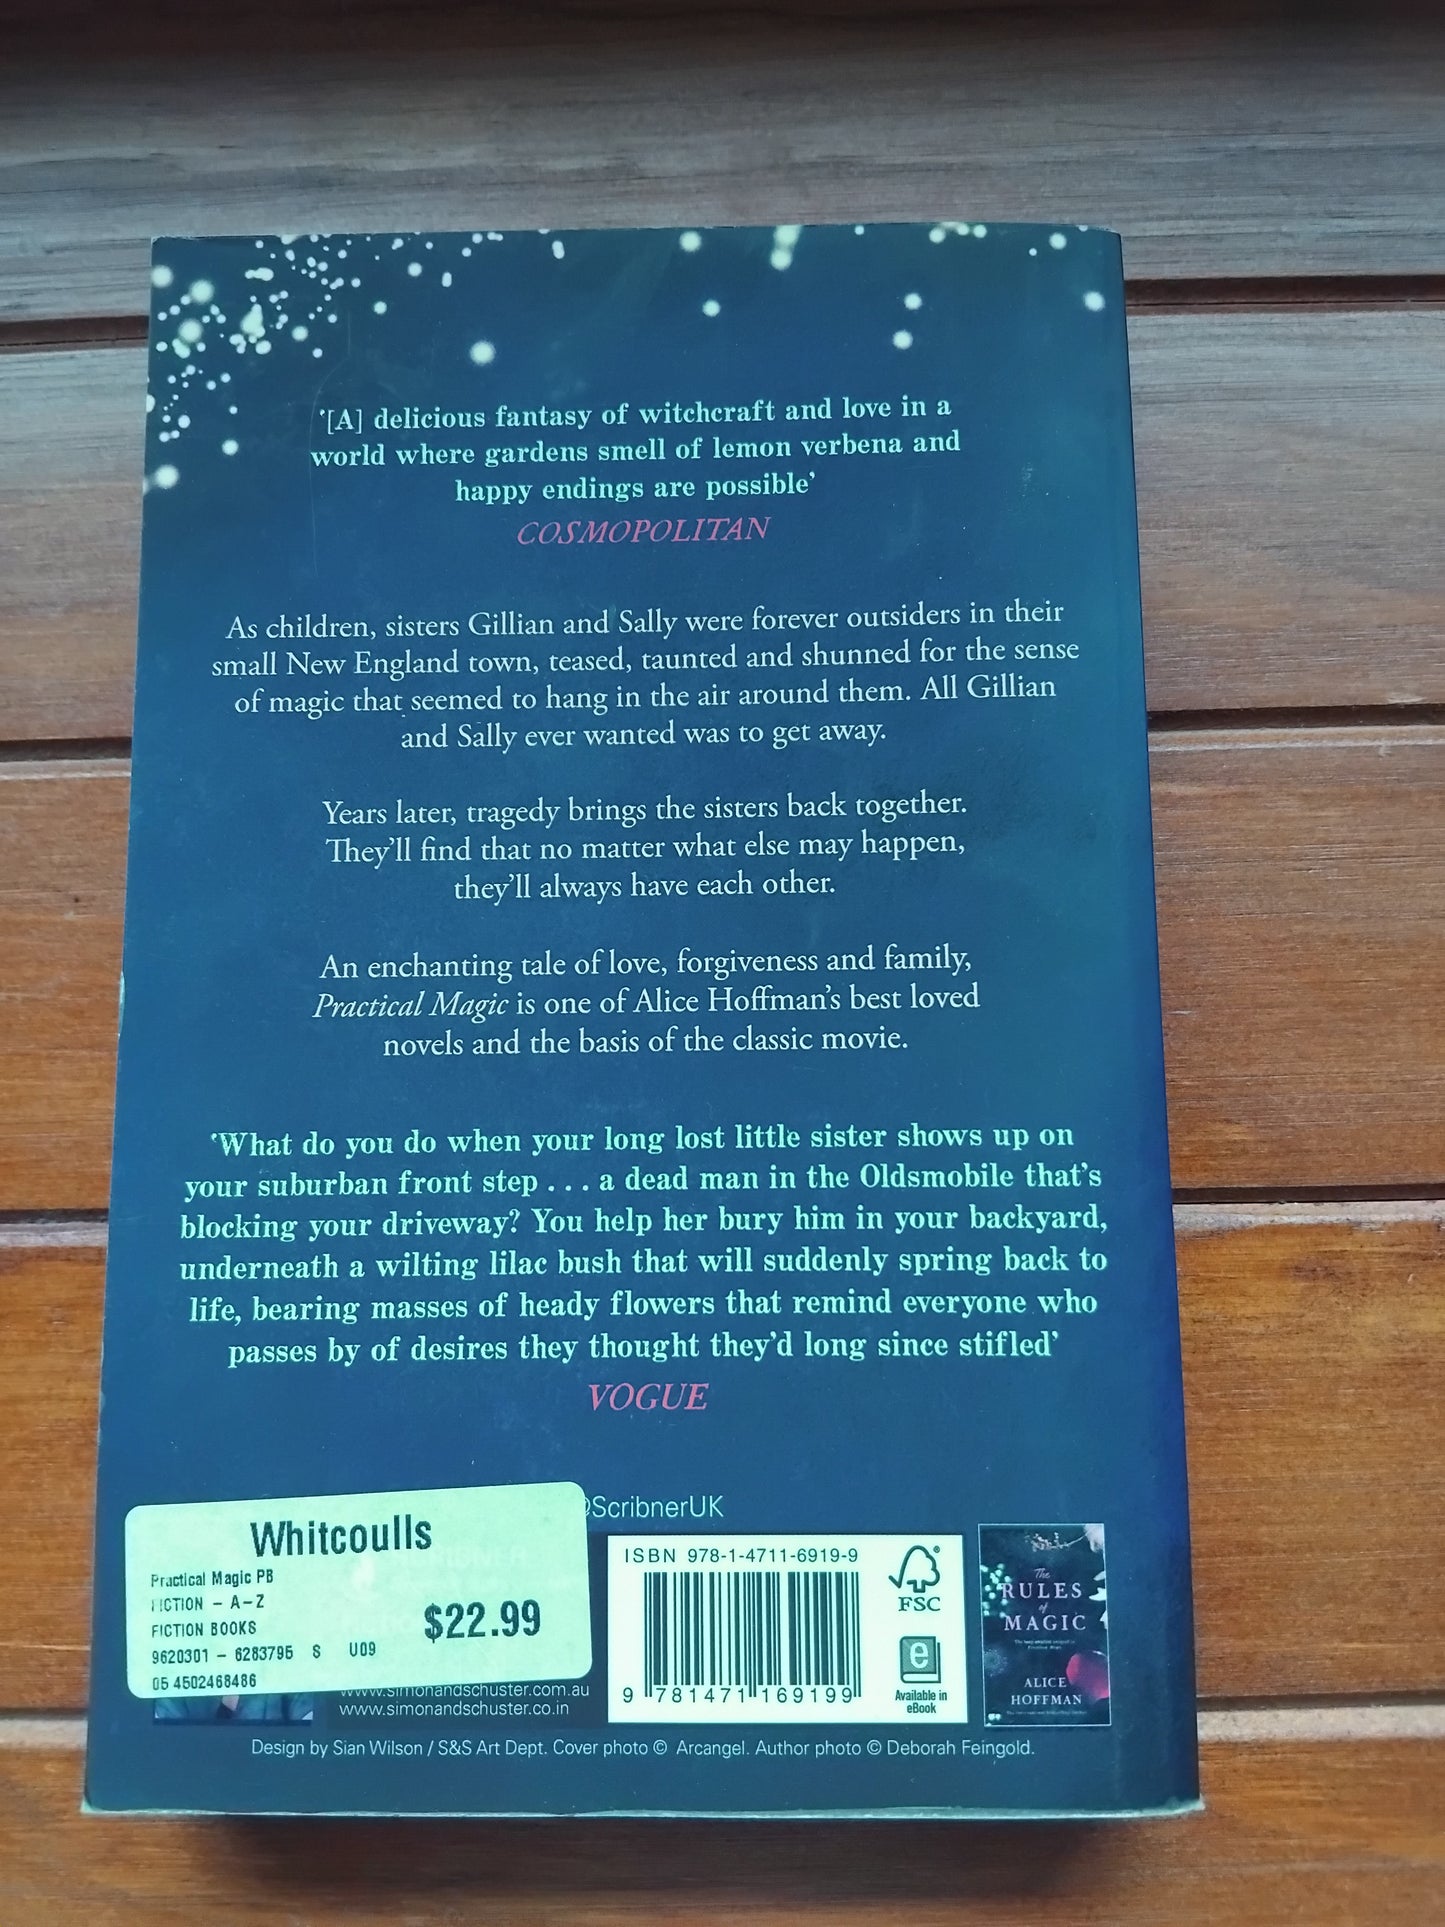 ‘[A] delicious fantasy of witchcraft and love in a
world where gardens smell of lemon verbena and
happy endings are possible’
COSMOPOLITAN
As children, sisters Gillian and Sally were forever outsiders in their
small New England town, teased, taunted and shunned for the sense
of magic that seemed to hang in the air around them. All Gillian
and Sally ever wanted was to get away.
Years later, tragedy brings the sisters back together.
They’ll find that no matter what else may happen,
they’ll always have each other.
An enchanting tale of love, forgiveness and family,
Practical Magic is one of Alice Hoffman’s best loved
novels and the basis of the classic movie.
‘What do you do when your long lost little sister shows up on
your suburban front step . . . a dead man in the Oldsmobile that’s
blocking your driveway? You help her bury him in your backyard,
underneath a wilting lilac bush that will suddenly spring back to
life, bearing masses of heady flowers that remind everyone who
passes by of desires they thought they’d long since stifled’
VOGUE
@ScribnerUK
Whitcoulls
Practical Magic PB
FICTION - A-Z
FICTION BOOKS
9620301 - 6283795 S U09
05 4502468486
$22.99
www.simonandschuster.com.au
www.simonandschuster.co.in
ISBN 978-1-4711-6919-9
9 781471 169199
FSC
e
Available in
eBook
The
RULES
of
MAGIC
ALICE
HOFFMAN
Design by Sian Wilson / S&S Art Dept. Cover photo © Arcangel. Author photo © Deborah Feingold.